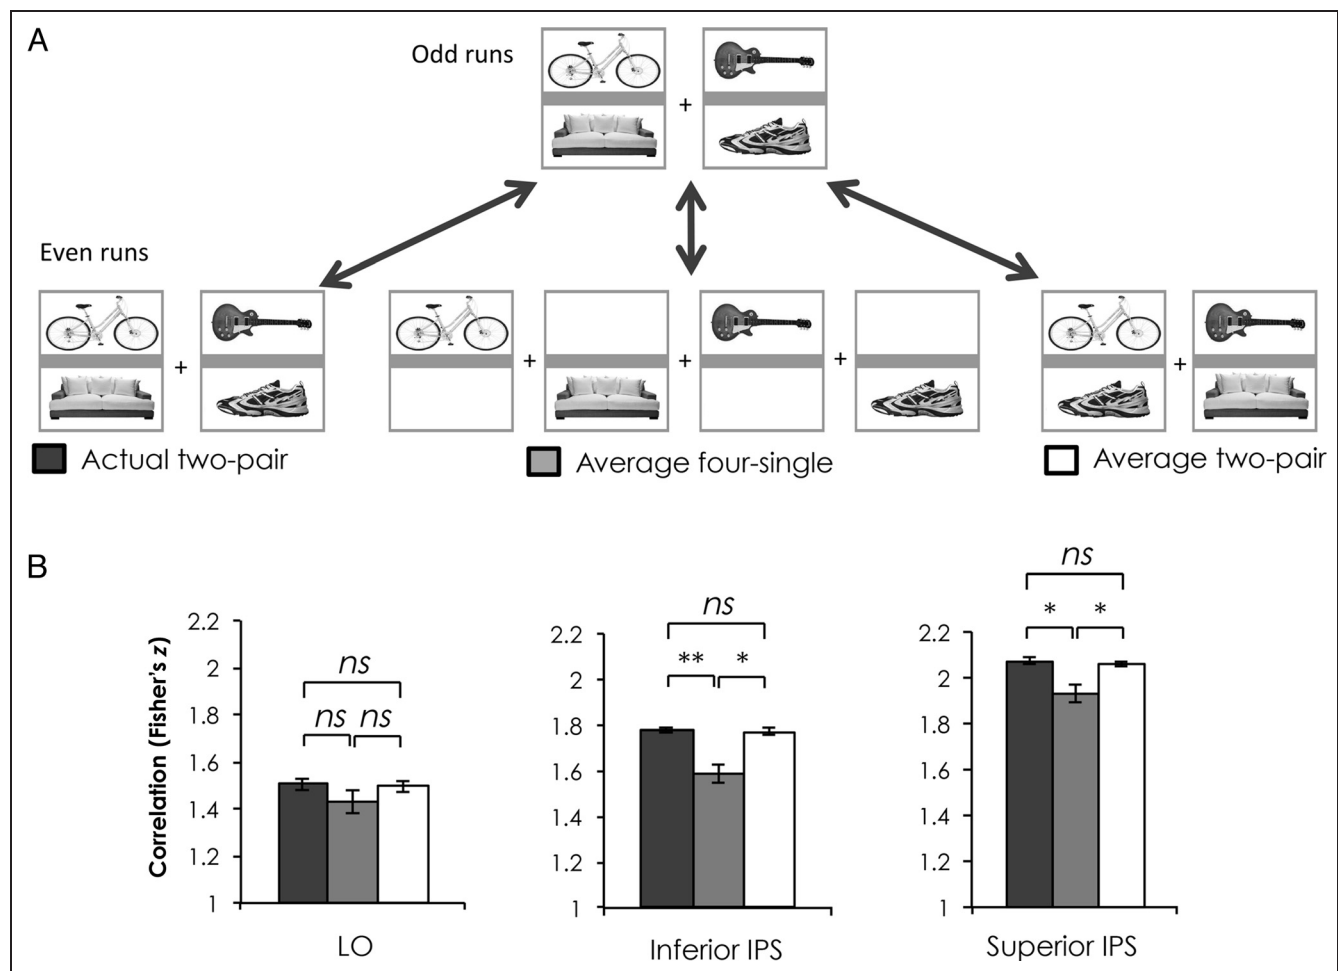 A
Odd runs
+
Even runs
+
+
+
+
+
Actual two-pair
Average four-single
Average two-pair
B
Correlation (Fisher's z)
2.2
2
1.8
1.6
1.4
1.2
1
ns
ns
ns
LO
2.2
2
1.8
1.6
1.4
1.2
1
ns
**
*
Inferior IPS
2.2
2
1.8
1.6
1.4
1.2
1
ns
*
*
Superior IPS